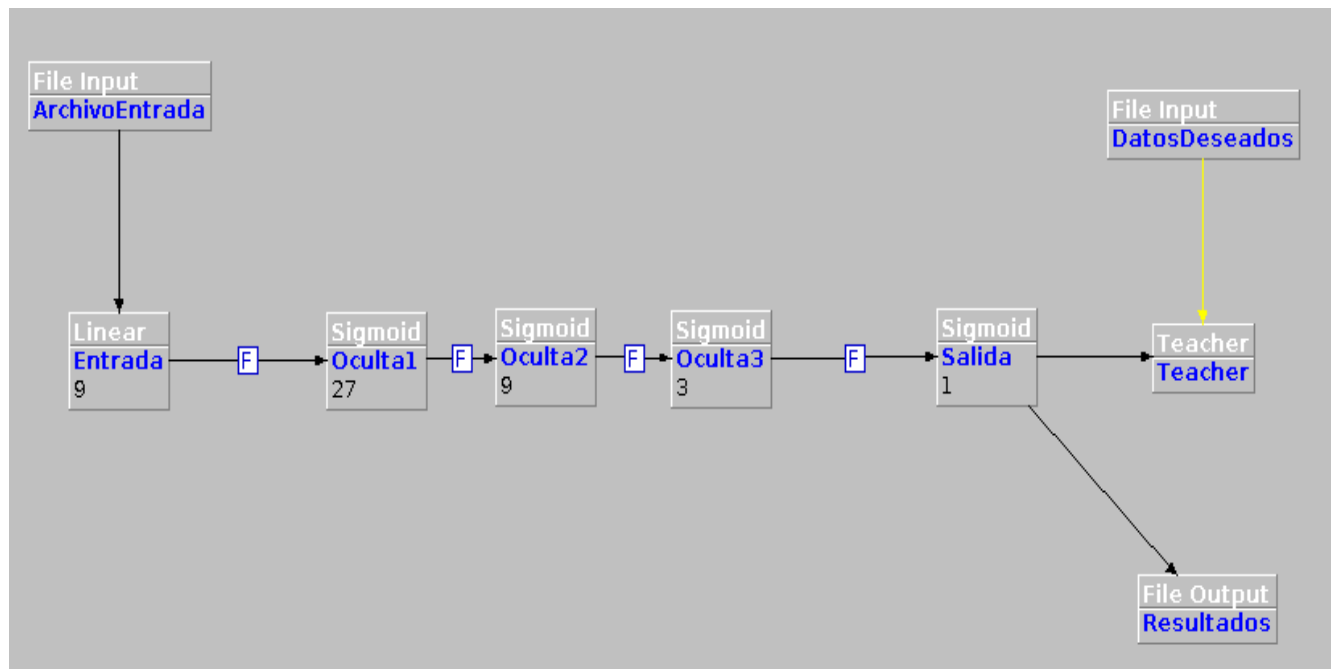 File Input
ArchivoEntrada
File Input
DatosDeseados
Linear
Entrada
9
F
Sigmoid
Oculta1
27
F
Sigmoid
Oculta2
9
F
Sigmoid
Oculta3
3
F
Sigmoid
Salida
1
Teacher
Teacher
File Output
Resultados